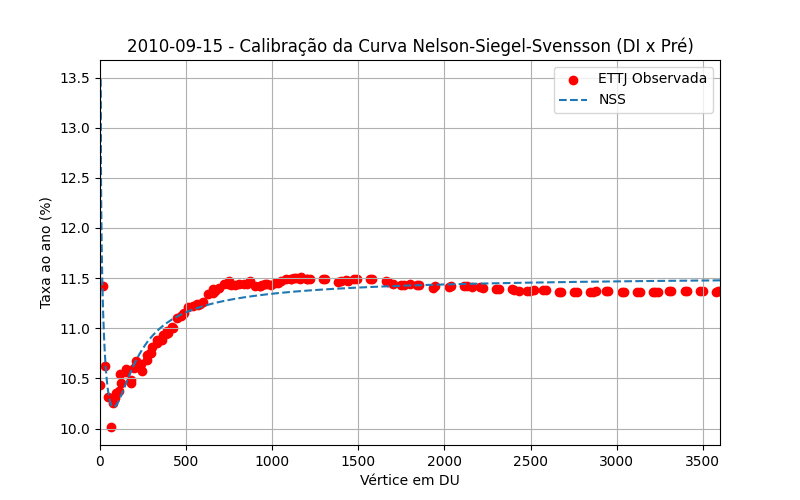 2010-09-15 - Calibração da Curva Nelson-Siegel-Svensson (DI x Pré)
ETTJ Observada
NSS
Taxa ao ano (%)
13.5
13.0
12.5
12.0
11.5
11.0
10.5
10.0
0 500 1000 1500 2000 2500 3000 3500
Vértice em DU